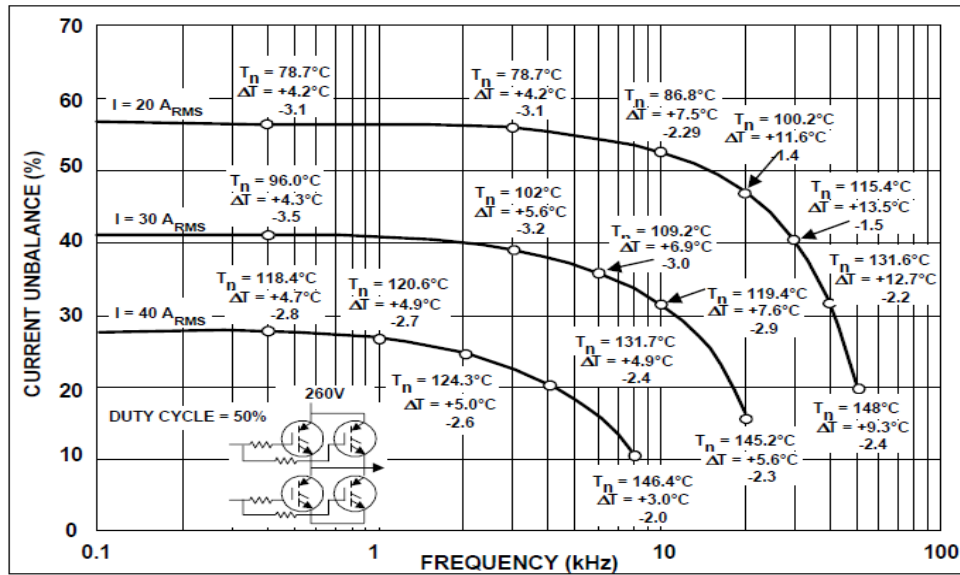 70
60
50
40
30
20
10
0
CURRENT UNBALANCE (%)
Tn = 78.7°C
ΔT = +4.2°C
-3.1
Tn = 78.7°C
ΔT = +4.2°C
-3.1
Tn = 86.8°C
ΔT = +7.5°C
-2.29
Tn = 100.2°C
ΔT = +11.6°C
-1.4
I = 20 ARMS
Tn = 96.0°C
ΔT = +4.3°C
-3.5
Tn = 102°C
ΔT = +5.6°C
-3.2
Tn = 115.4°C
ΔT = +13.5°C
-1.5
I = 30 ARMS
Tn = 109.2°C
ΔT = +6.9°C
-3.0
Tn = 131.6°C
ΔT = +12.7°C
-2.2
Tn = 118.4°C
ΔT = +4.7°C
-2.8
Tn = 120.6°C
ΔT = +4.9°C
-2.7
Tn = 119.4°C
ΔT = +7.6°C
-2.9
I = 40 ARMS
Tn = 131.7°C
ΔT = +4.9°C
-2.4
Tn = 124.3°C
ΔT = +5.0°C
-2.6
260V
DUTY CYCLE = 50%
Tn = 148°C
ΔT = +9.3°C
-2.4
Tn = 145.2°C
ΔT = +5.6°C
-2.3
Tn = 146.4°C
ΔT = +3.0°C
-2.0
0.1
1
10
100
FREQUENCY (kHz)